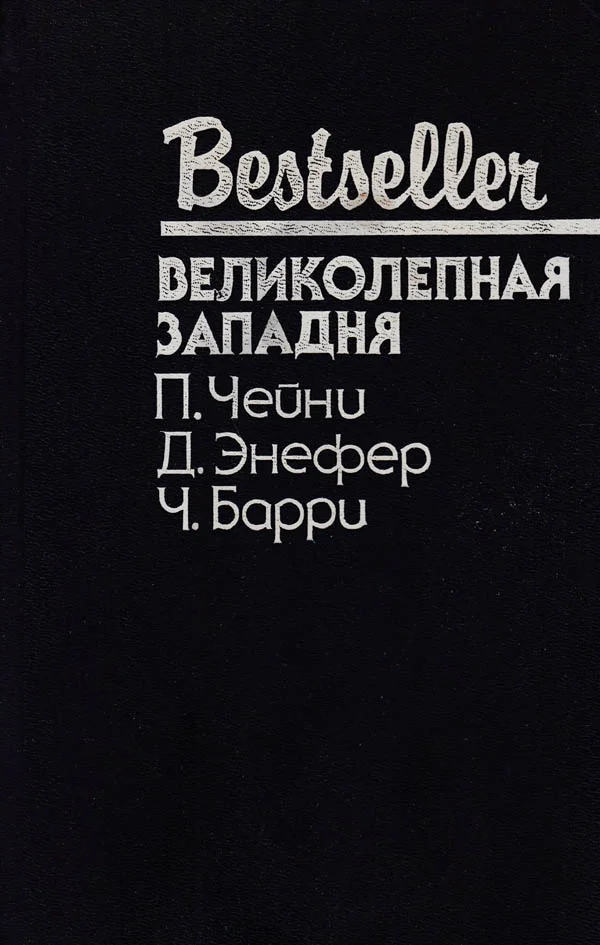 Bestseller
ВЕЛИКОЛЕПНАЯ
ЗАПАДНЯ
П. Чейни
Д. Энефер
Ч. Барри